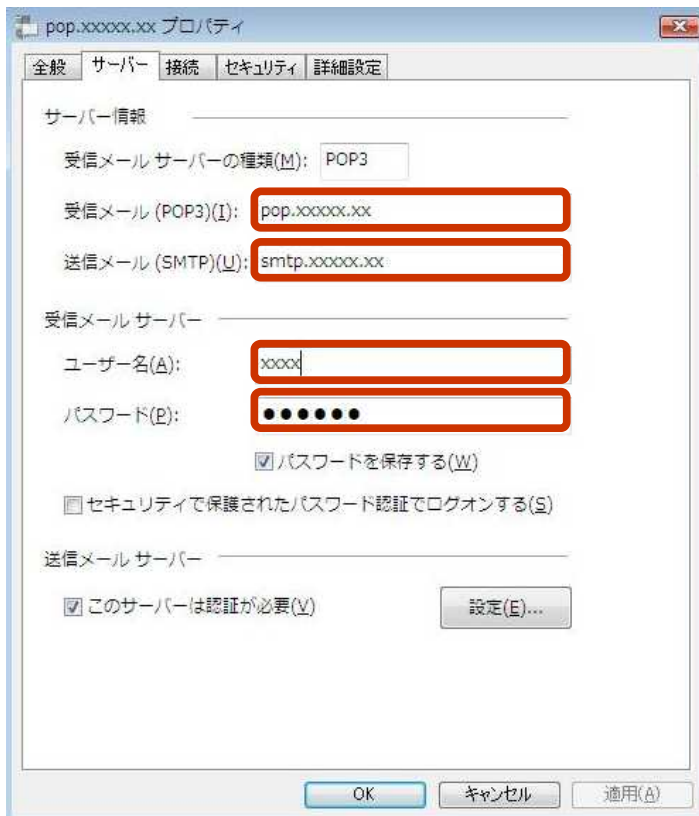 pop.xxxxx.xx プロパティ
全般 サーバー 接続 セキュリティ 詳細設定
サーバー情報
受信メール サーバーの種類(M): POP3
受信メール (POP3)(I): pop.xxxxx.xx
送信メール (SMTP)(U): smtp.xxxxx.xx
受信メール サーバー
ユーザー名(A): xxxx
パスワード(P): ●●●●●●
パスワードを保存する(W)
セキュリティで保護されたパスワード認証でログオンする(S)
送信メール サーバー
このサーバーは認証が必要(V) 設定(E)...
OK キャンセル 適用(A)